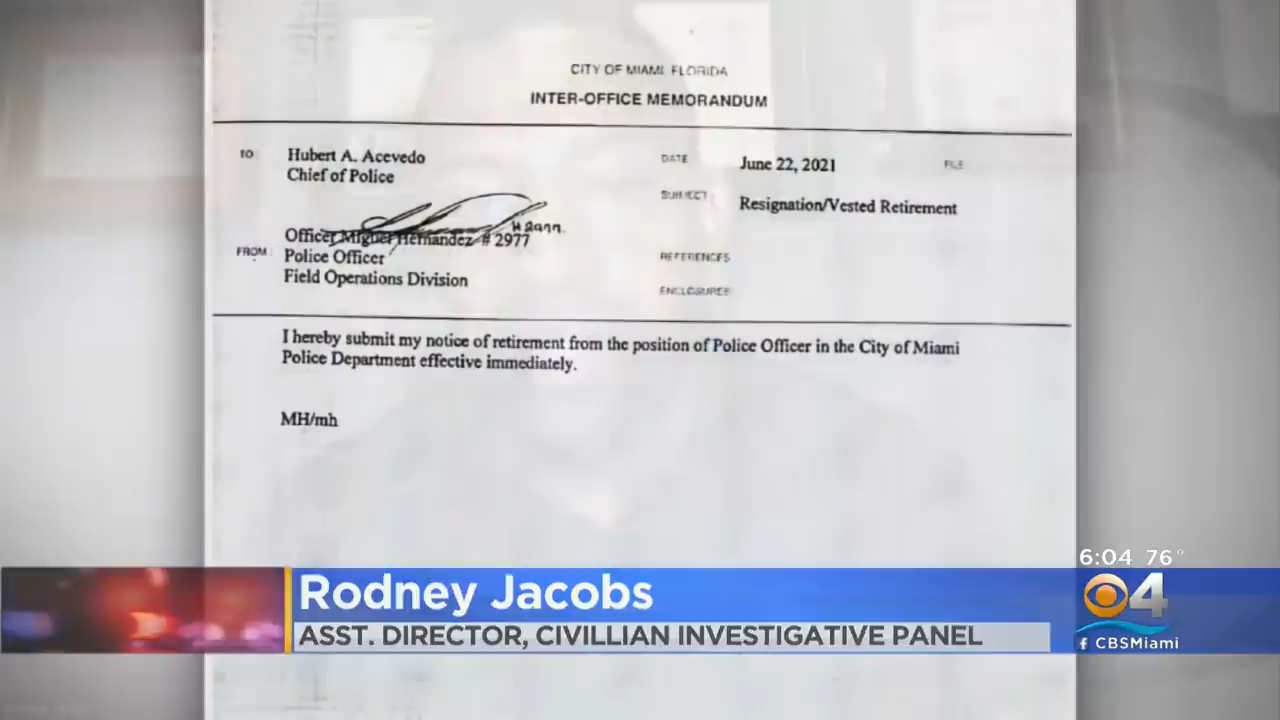 CITY OF MIAMI, FLORIDA
INTER-OFFICE MEMORANDUM
TO :
Hubert A. Acevedo
Chief of Police
DATE
June 22, 2021
FILE
SUBJECT
Resignation/Vested Retirement
Officer Miguel Hernandez # 2977
FROM :
Police Officer
Field Operations Division
REFERENCES
ENCLOSURES
I hereby submit my notice of retirement from the position of Police Officer in the City of Miami
Police Department effective immediately.
MH/mh
6:04 76°
Rodney Jacobs
ASST. DIRECTOR, CIVILLIAN INVESTIGATIVE PANEL
4
f CBSMiami